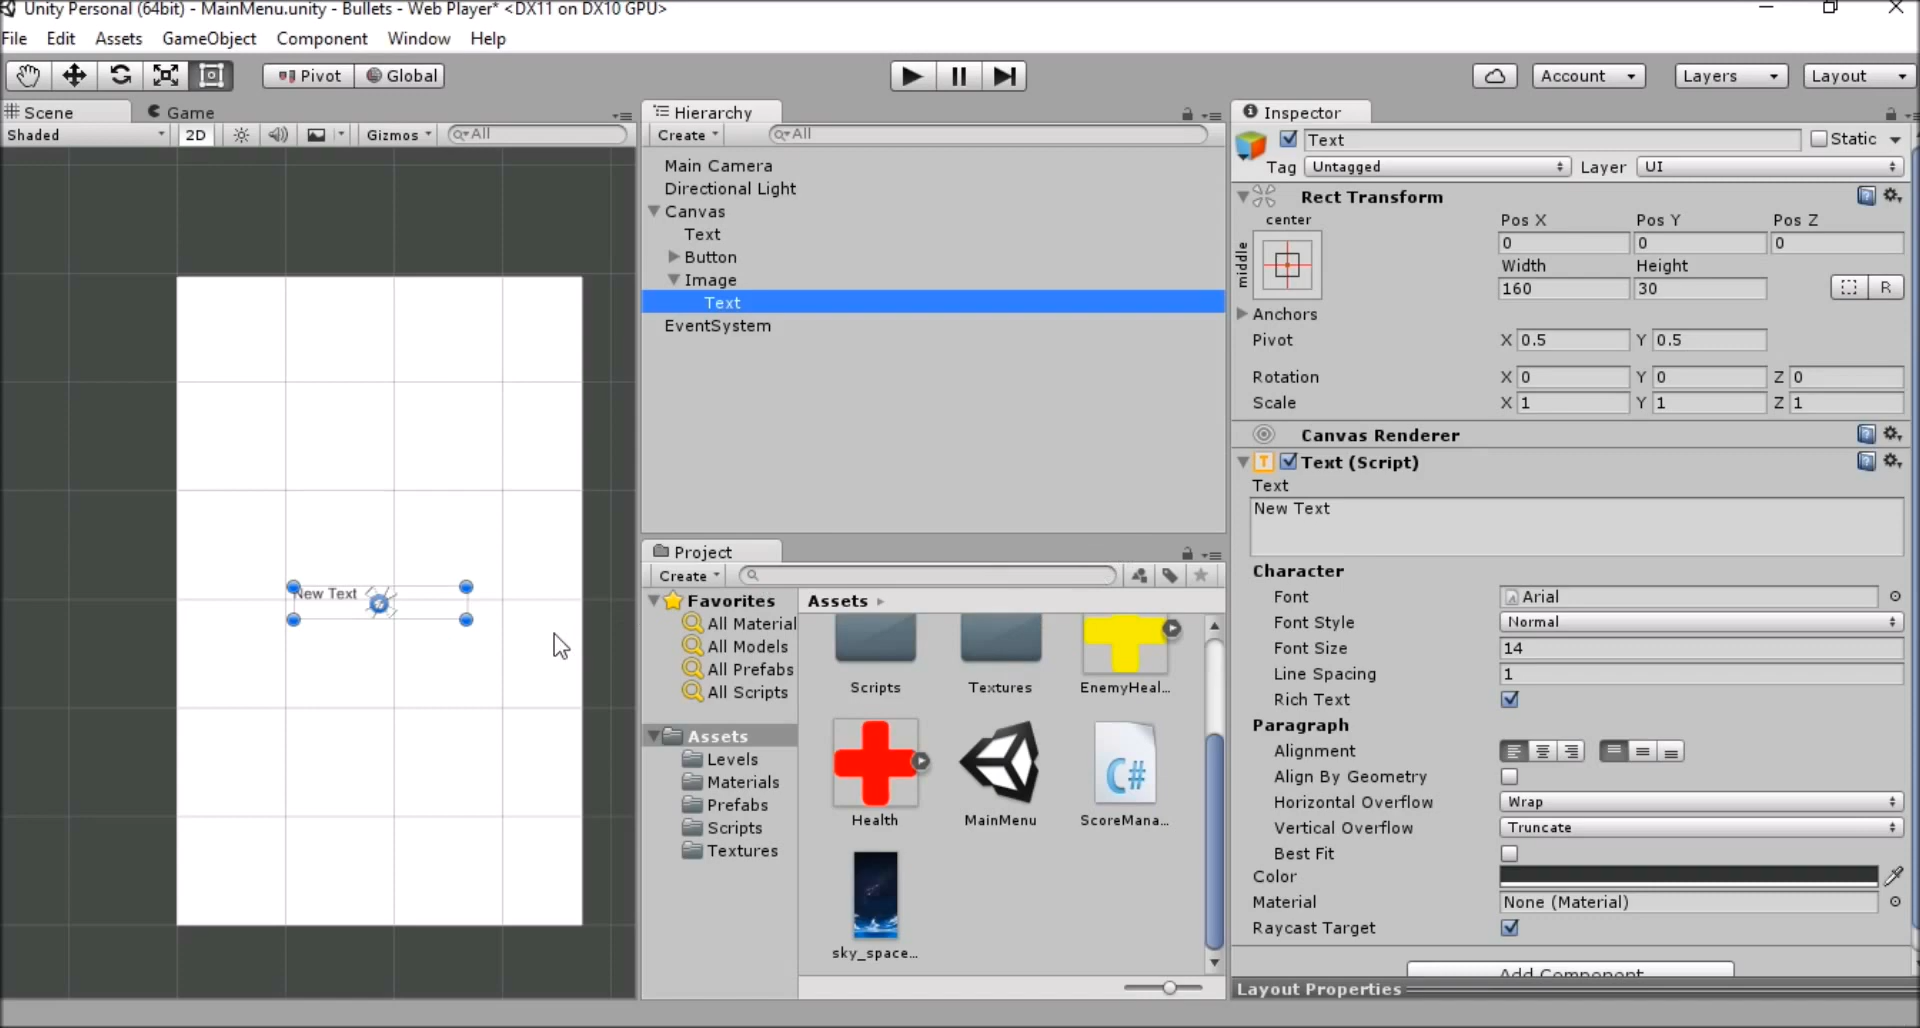 Unity Personal (64bit) - MainMenu.unity - Bullets - Web Player* <DX11 on DX10 GPU>
File Edit Assets GameObject Component Window Help
Pivot Global Account Layers Layout
Scene Game
Shaded 2D Gizmos All
New Text
Hierarchy
Create All
Main Camera
Directional Light
Canvas
Text
Button
Image
Text
EventSystem
Project
Create
Favorites
All Material
All Models
All Prefabs
All Scripts
Assets
Levels
Materials
Prefabs
Scripts
Textures
Assets
Scripts Textures EnemyHeal...
C#
Health MainMenu ScoreMana...
sky_space...
Inspector
Text Static
Tag Untagged Layer UI
Rect Transform
center
middle
Pos X Pos Y Pos Z
0 0 0
Width Height
160 30 R
Anchors
Pivot X 0.5 Y 0.5
Rotation X 0 Y 0 Z 0
Scale X 1 Y 1 Z 1
Canvas Renderer
T Text (Script)
Text
New Text
Character
Font Arial
Font Style Normal
Font Size 14
Line Spacing 1
Rich Text
Paragraph
Alignment
Align By Geometry
Horizontal Overflow Wrap
Vertical Overflow Truncate
Best Fit
Color
Material None (Material)
Raycast Target
Add Component
Layout Properties